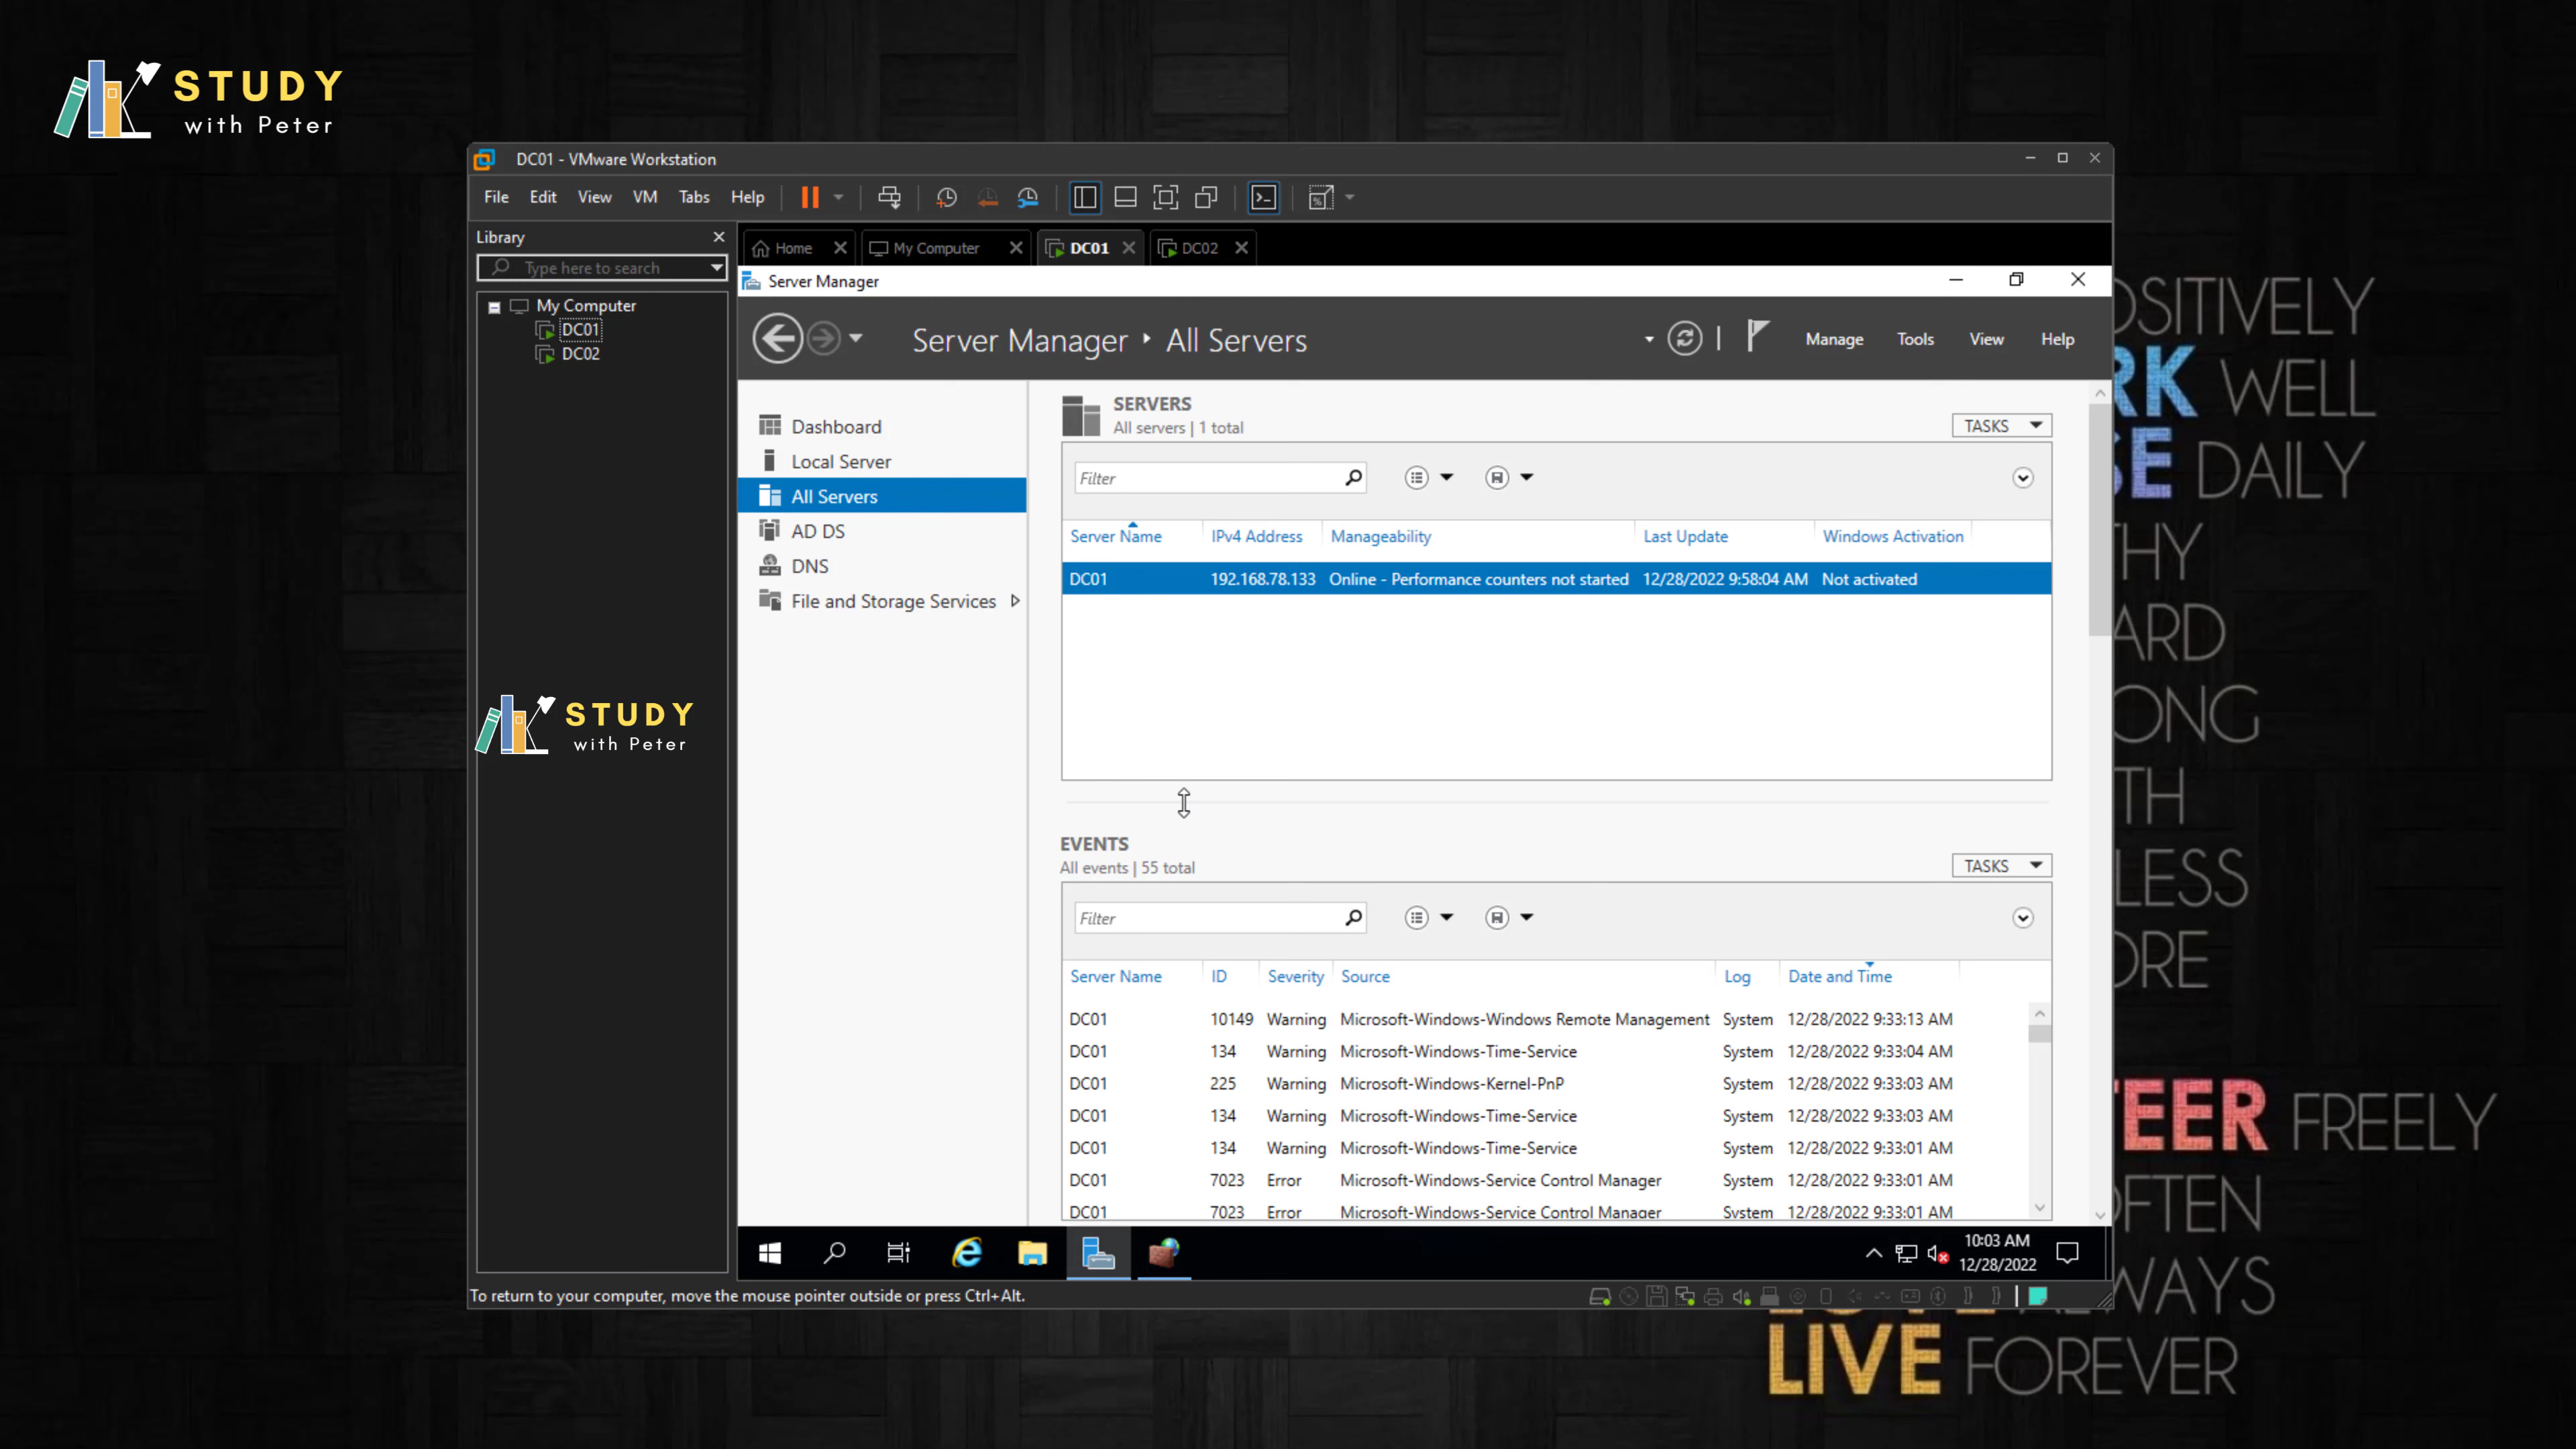 STUDY
with Peter
DC01 - VMware Workstation
File Edit View VM Tabs Help
Library
Type here to search
My Computer
DC01
DC02
Home
My Computer
DC01
DC02
Server Manager
Server Manager All Servers
Manage Tools View Help
Dashboard
Local Server
All Servers
AD DS
DNS
File and Storage Services
SERVERS
All servers | 1 total
TASKS
Filter
Server Name IPv4 Address Manageability Last Update Windows Activation
DC01 192.168.78.133 Online - Performance counters not started 12/28/2022 9:58:04 AM Not activated
EVENTS
All events | 55 total
TASKS
Filter
Server Name ID Severity Source Log Date and Time
DC01 10149 Warning Microsoft-Windows-Windows Remote Management System 12/28/2022 9:33:13 AM
DC01 134 Warning Microsoft-Windows-Time-Service System 12/28/2022 9:33:04 AM
DC01 225 Warning Microsoft-Windows-Kernel-PnP System 12/28/2022 9:33:03 AM
DC01 134 Warning Microsoft-Windows-Time-Service System 12/28/2022 9:33:03 AM
DC01 134 Warning Microsoft-Windows-Time-Service System 12/28/2022 9:33:01 AM
DC01 7023 Error Microsoft-Windows-Service Control Manager System 12/28/2022 9:33:01 AM
DC01 7023 Error Microsoft-Windows-Service Control Manager System 12/28/2022 9:33:01 AM
STUDY
with Peter
10:03 AM
12/28/2022
To return to your computer, move the mouse pointer outside or press Ctrl+Alt.
WELL
DAILY
FREELY
LIVE FOREVER